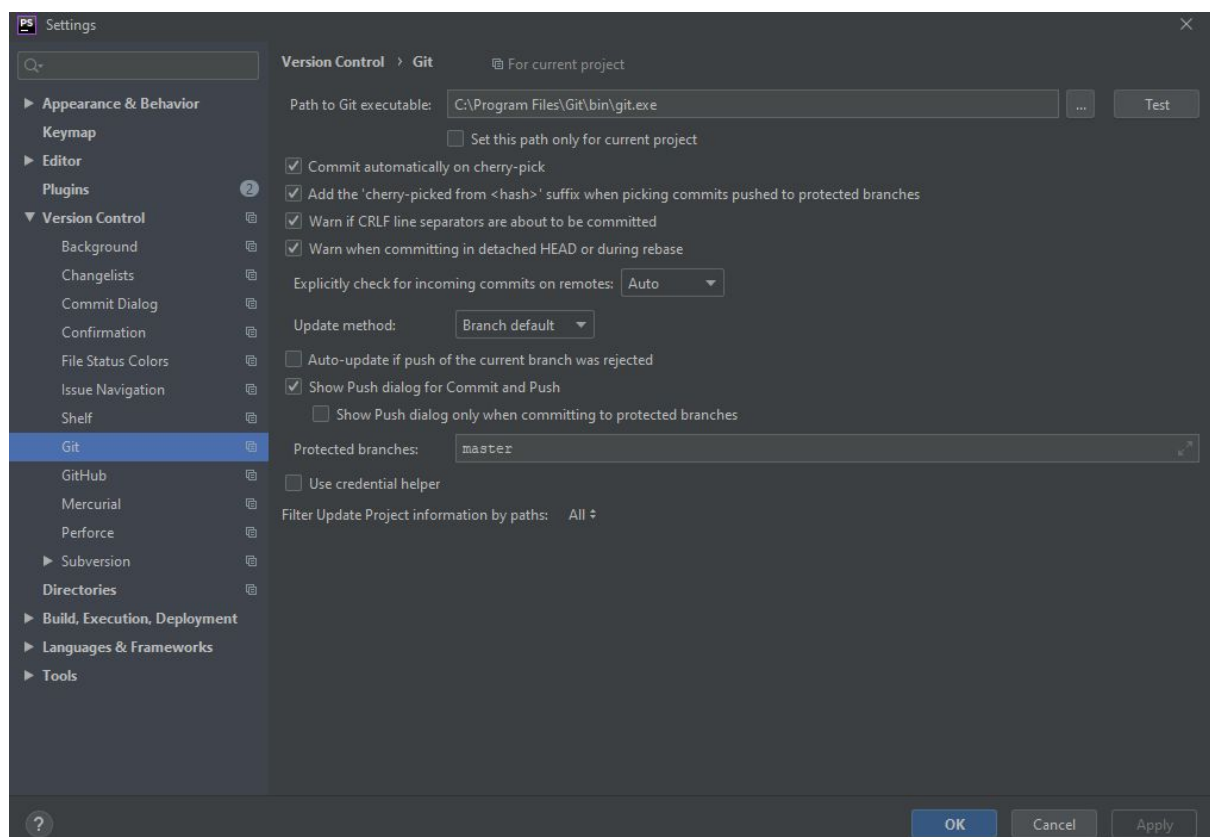 PS Settings
Version Control › Git For current project
Appearance & Behavior
Keymap
Editor
Plugins 2
Version Control
Background
Changelists
Commit Dialog
Confirmation
File Status Colors
Issue Navigation
Shelf
Git
GitHub
Mercurial
Perforce
Subversion
Directories
Build, Execution, Deployment
Languages & Frameworks
Tools
Path to Git executable: C:\Program Files\Git\bin\git.exe ... Test
Set this path only for current project
Commit automatically on cherry-pick
Add the 'cherry-picked from <hash>' suffix when picking commits pushed to protected branches
Warn if CRLF line separators are about to be committed
Warn when committing in detached HEAD or during rebase
Explicitly check for incoming commits on remotes: Auto
Update method: Branch default
Auto-update if push of the current branch was rejected
Show Push dialog for Commit and Push
Show Push dialog only when committing to protected branches
Protected branches: master
Use credential helper
Filter Update Project information by paths: All
? OK Cancel Apply